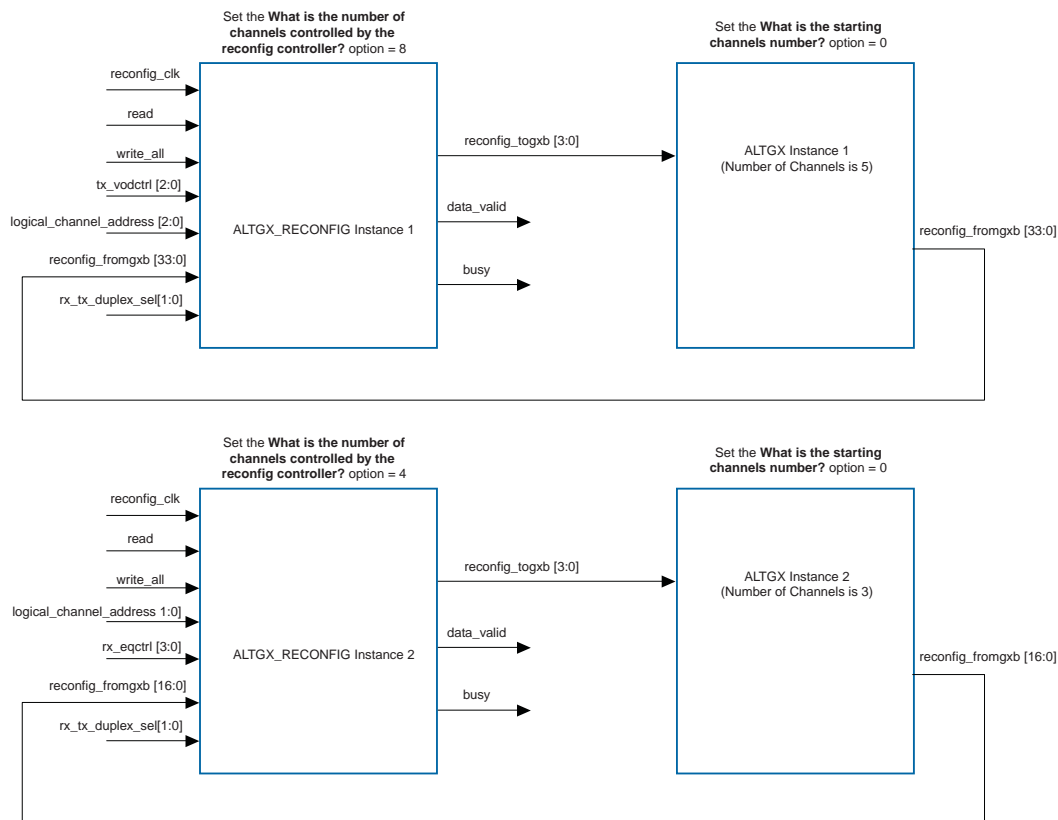 Set the What is the number of
channels controlled by the
reconfig controller? option = 8
Set the What is the starting
channels number? option = 0
reconfig_clk
read
write_all
tx_vodctrl [2:0]
logical_channel_address [2:0]
reconfig_fromgxb [33:0]
rx_tx_duplex_sel[1:0]
ALTGX_RECONFIG Instance 1
reconfig_togxb [3:0]
data_valid
busy
ALTGX Instance 1
(Number of Channels is 5)
reconfig_fromgxb [33:0]
Set the What is the number of
channels controlled by the
reconfig controller? option = 4
Set the What is the starting
channels number? option = 0
reconfig_clk
read
write_all
logical_channel_address 1:0]
rx_eqctrl [3:0]
reconfig_fromgxb [16:0]
rx_tx_duplex_sel[1:0]
ALTGX_RECONFIG Instance 2
reconfig_togxb [3:0]
data_valid
busy
ALTGX Instance 2
(Number of Channels is 3)
reconfig_fromgxb [16:0]